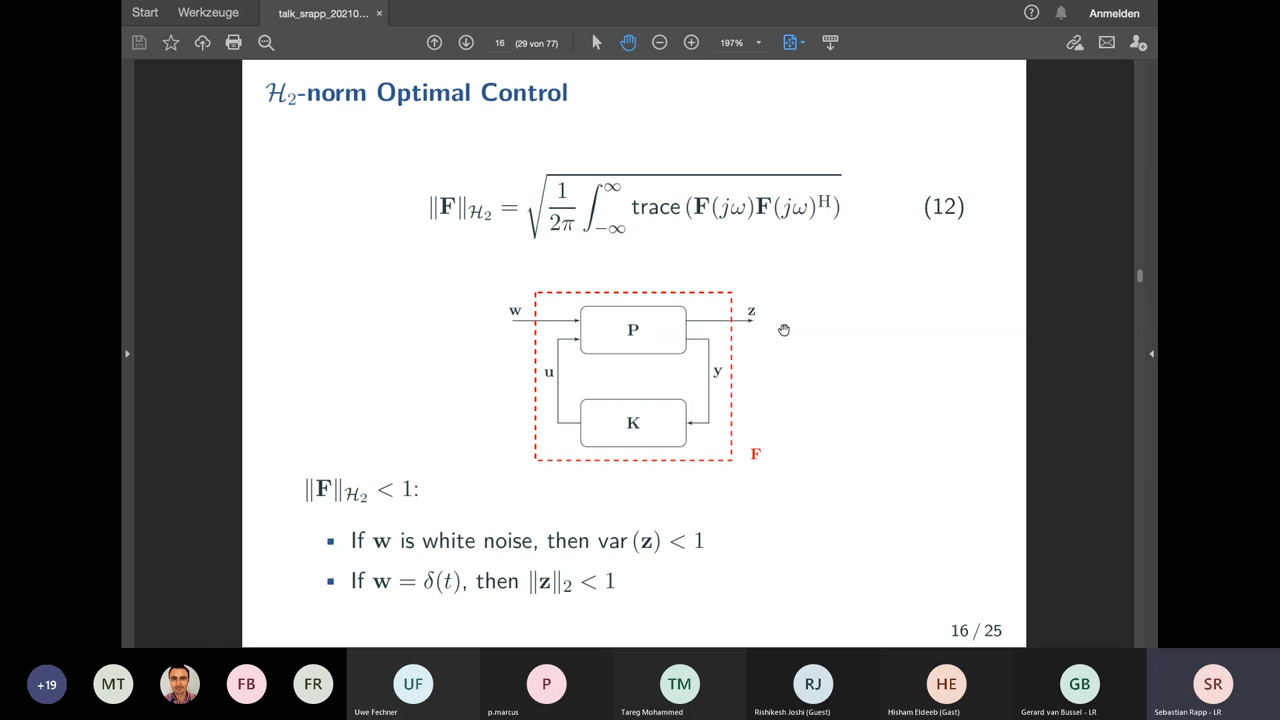 Start Werkzeuge talk_srapp_20210... × Anmelden
16 (29 von 77) 197%
H₂-norm Optimal Control
‖F‖_H₂ = √(1/2π ∫_{-∞}^{∞} trace (F(jω)F(jω)^H)) (12)
w P z
u y
K
F
‖F‖_H₂ < 1:
▪ If w is white noise, then var (z) < 1
▪ If w = δ(t), then ‖z‖₂ < 1
16 / 25
+19 MT FB FR UF P TM RJ HE GB SR
Uwe Fechner p.marcus Tareg Mohammed Rishikesh Joshi (Guest) Hisham Eldeeb (Gast) Gerard van Bussel - LR Sebastian Rapp - LR